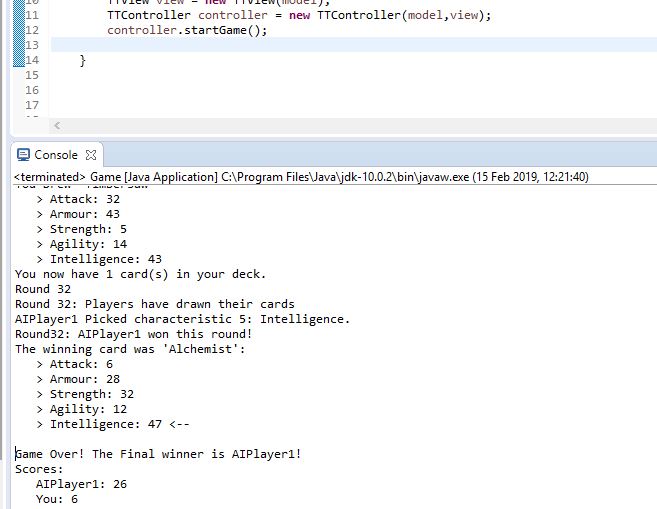 TTView view = new TTView(model);
11 TTController controller = new TTController(model,view);
12 controller.startGame();
13
14 }
15
16
17
Console
<terminated> Game [Java Application] C:\Program Files\Java\jdk-10.0.2\bin\javaw.exe (15 Feb 2019, 12:21:40)
You drew 'Timbersaw'
> Attack: 32
> Armour: 43
> Strength: 5
> Agility: 14
> Intelligence: 43
You now have 1 card(s) in your deck.
Round 32
Round 32: Players have drawn their cards
AIPlayer1 Picked characteristic 5: Intelligence.
Round32: AIPlayer1 won this round!
The winning card was 'Alchemist':
> Attack: 6
> Armour: 28
> Strength: 32
> Agility: 12
> Intelligence: 47 <--
Game Over! The Final winner is AIPlayer1!
Scores:
AIPlayer1: 26
You: 6